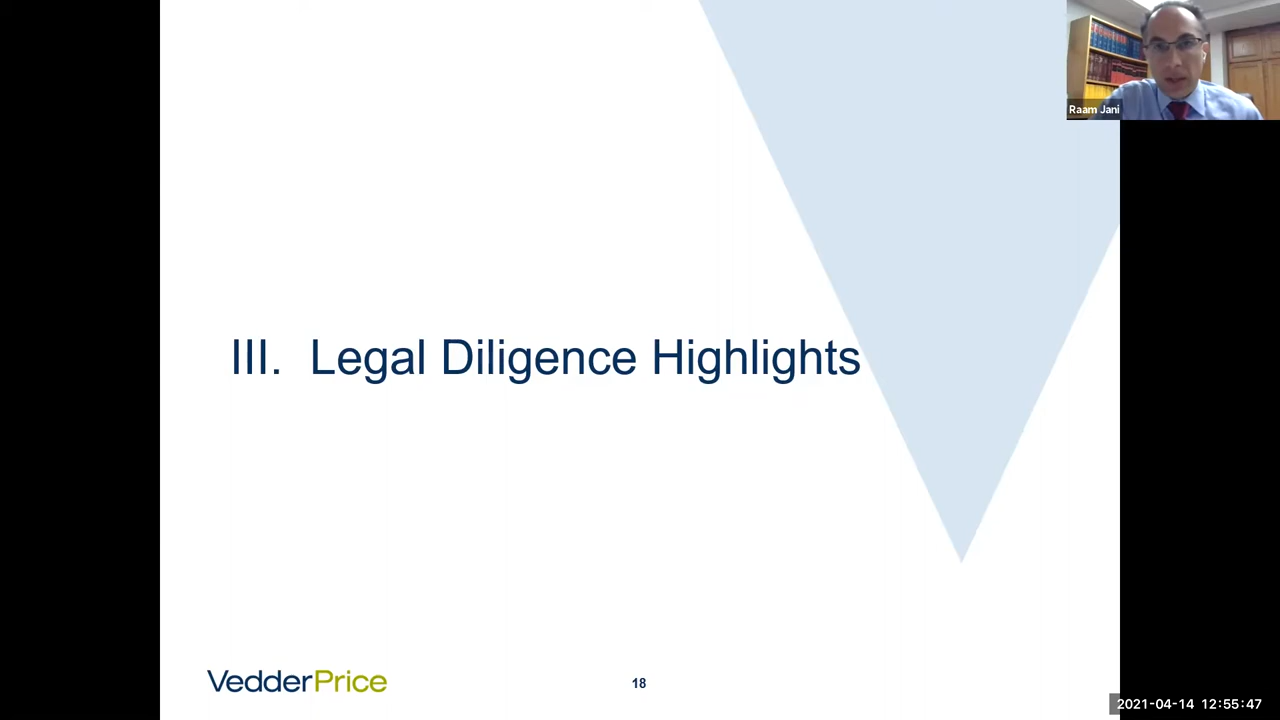 Raam Jani
III. Legal Diligence Highlights
VedderPrice
18
2021-04-14 12:55:47